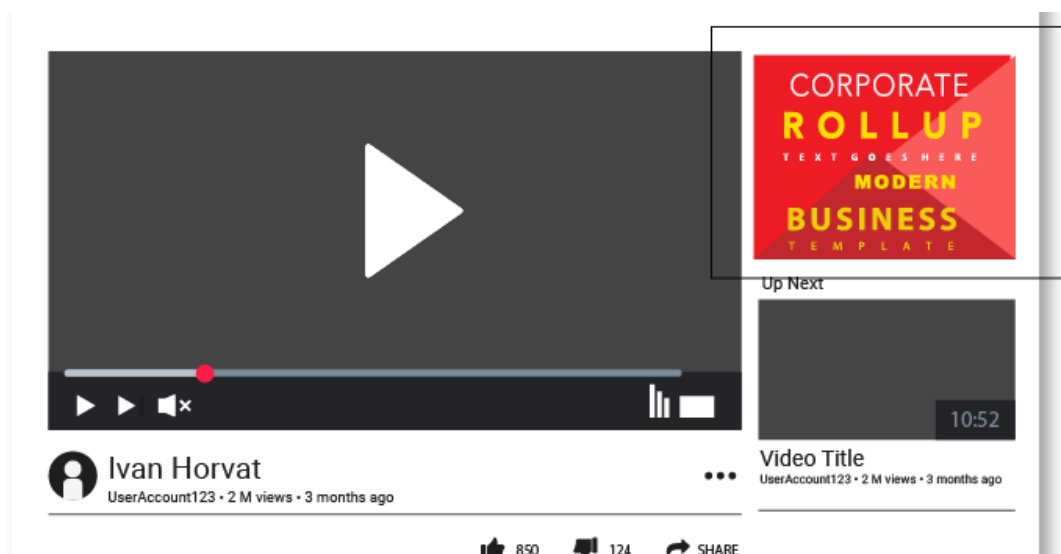 CORPORATE
ROLLUP
TEXT GOES HERE
MODERN
BUSINESS
TEMPLATE
Up Next
10:52
Video Title
UserAccount123 • 2 M views • 3 months ago
Ivan Horvat
UserAccount123 • 2 M views • 3 months ago
850
124
SHARE